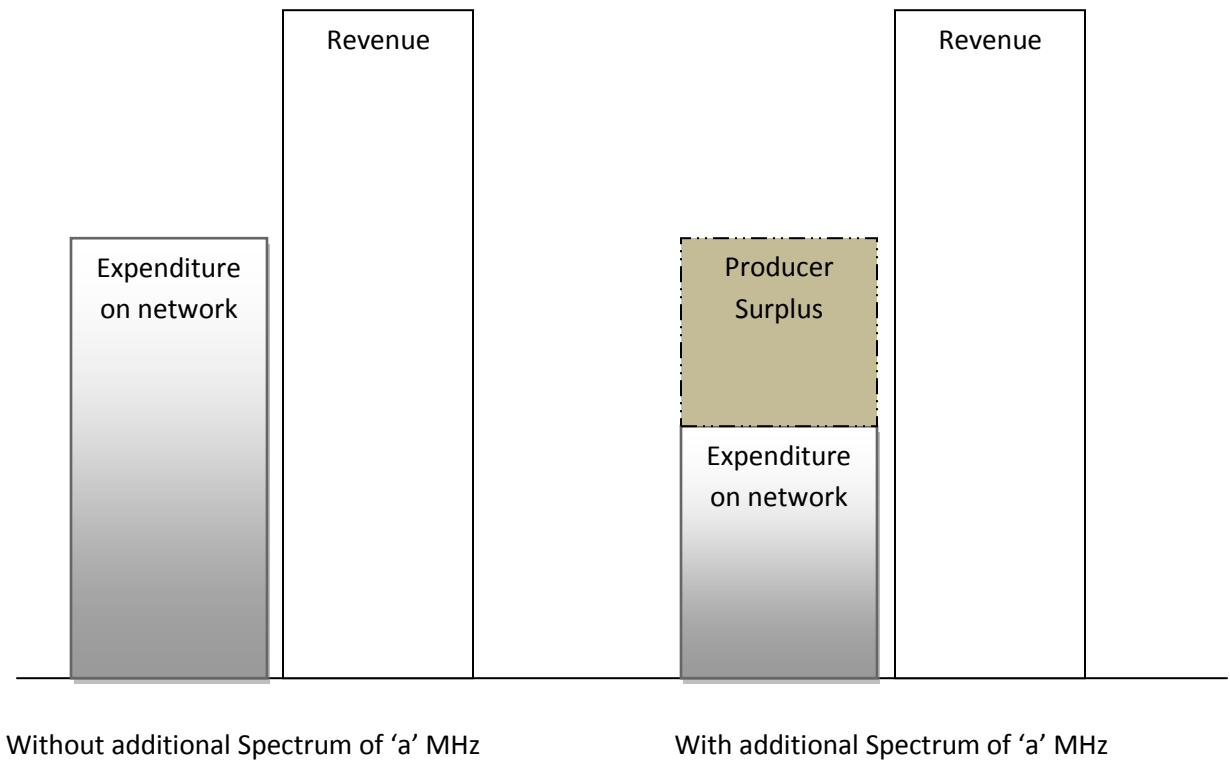 Revenue
Revenue
Expenditure
on network
Producer
Surplus
Expenditure
on network
Without additional Spectrum of ‘a’ MHz
With additional Spectrum of ‘a’ MHz